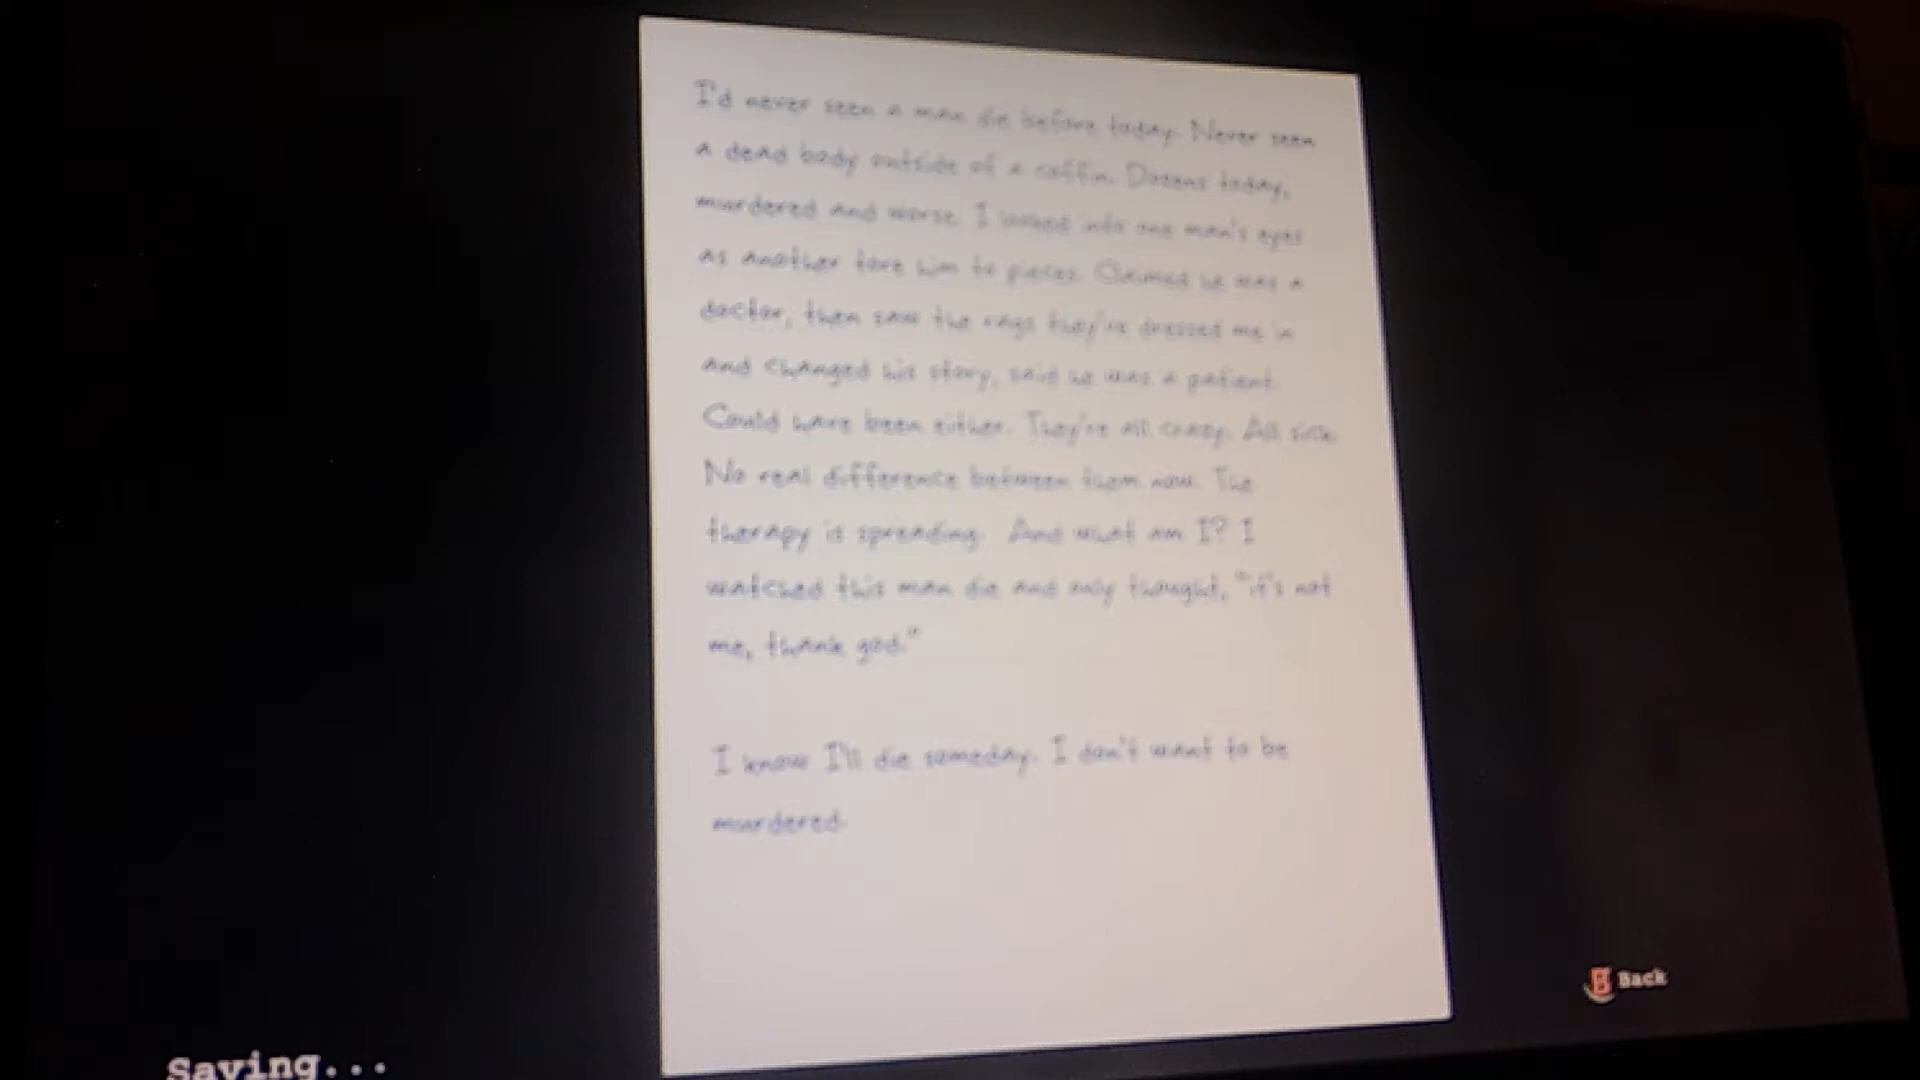 I'd never seen a man die before today. Never seen
a dead body outside of a coffin. Dozens today,
murdered and worse. I looked into one man's eyes
as another tore him to pieces. Claimed he was a
doctor, then saw the rags they've dressed me in
and changed his story, said he was a patient.
Could have been either. They're all crazy. All sick.
No real difference between them now. The
therapy is spreading. And what am I? I
watched this man die and only thought, "it's not
me, thank god."
I know I'll die someday. I don't want to be
murdered.
B Back
Saving...